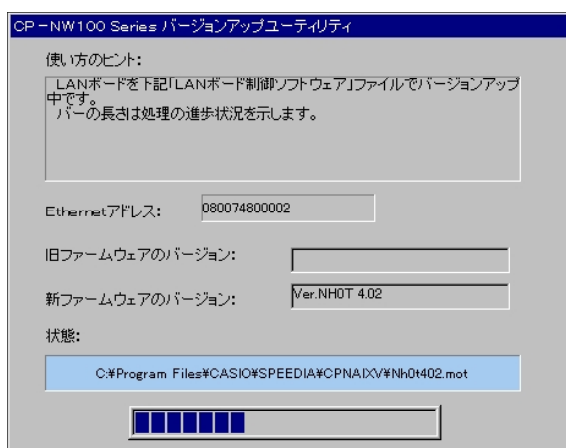 CP-NW100 Series バージョンアップユーティリティ
使い方のヒント:
LANボードを下記「LANボード制御ソフトウェア」ファイルでバージョンアップ
中です。
バーの長さは処理の進歩状況を示します。
Ethernetアドレス: 080074800002
旧ファームウェアのバージョン:
新ファームウェアのバージョン: Ver.NH0T 4.02
状態:
C:¥Program Files¥CASIO¥SPEEDIA¥CPNAIXV¥Nh0t402.mot